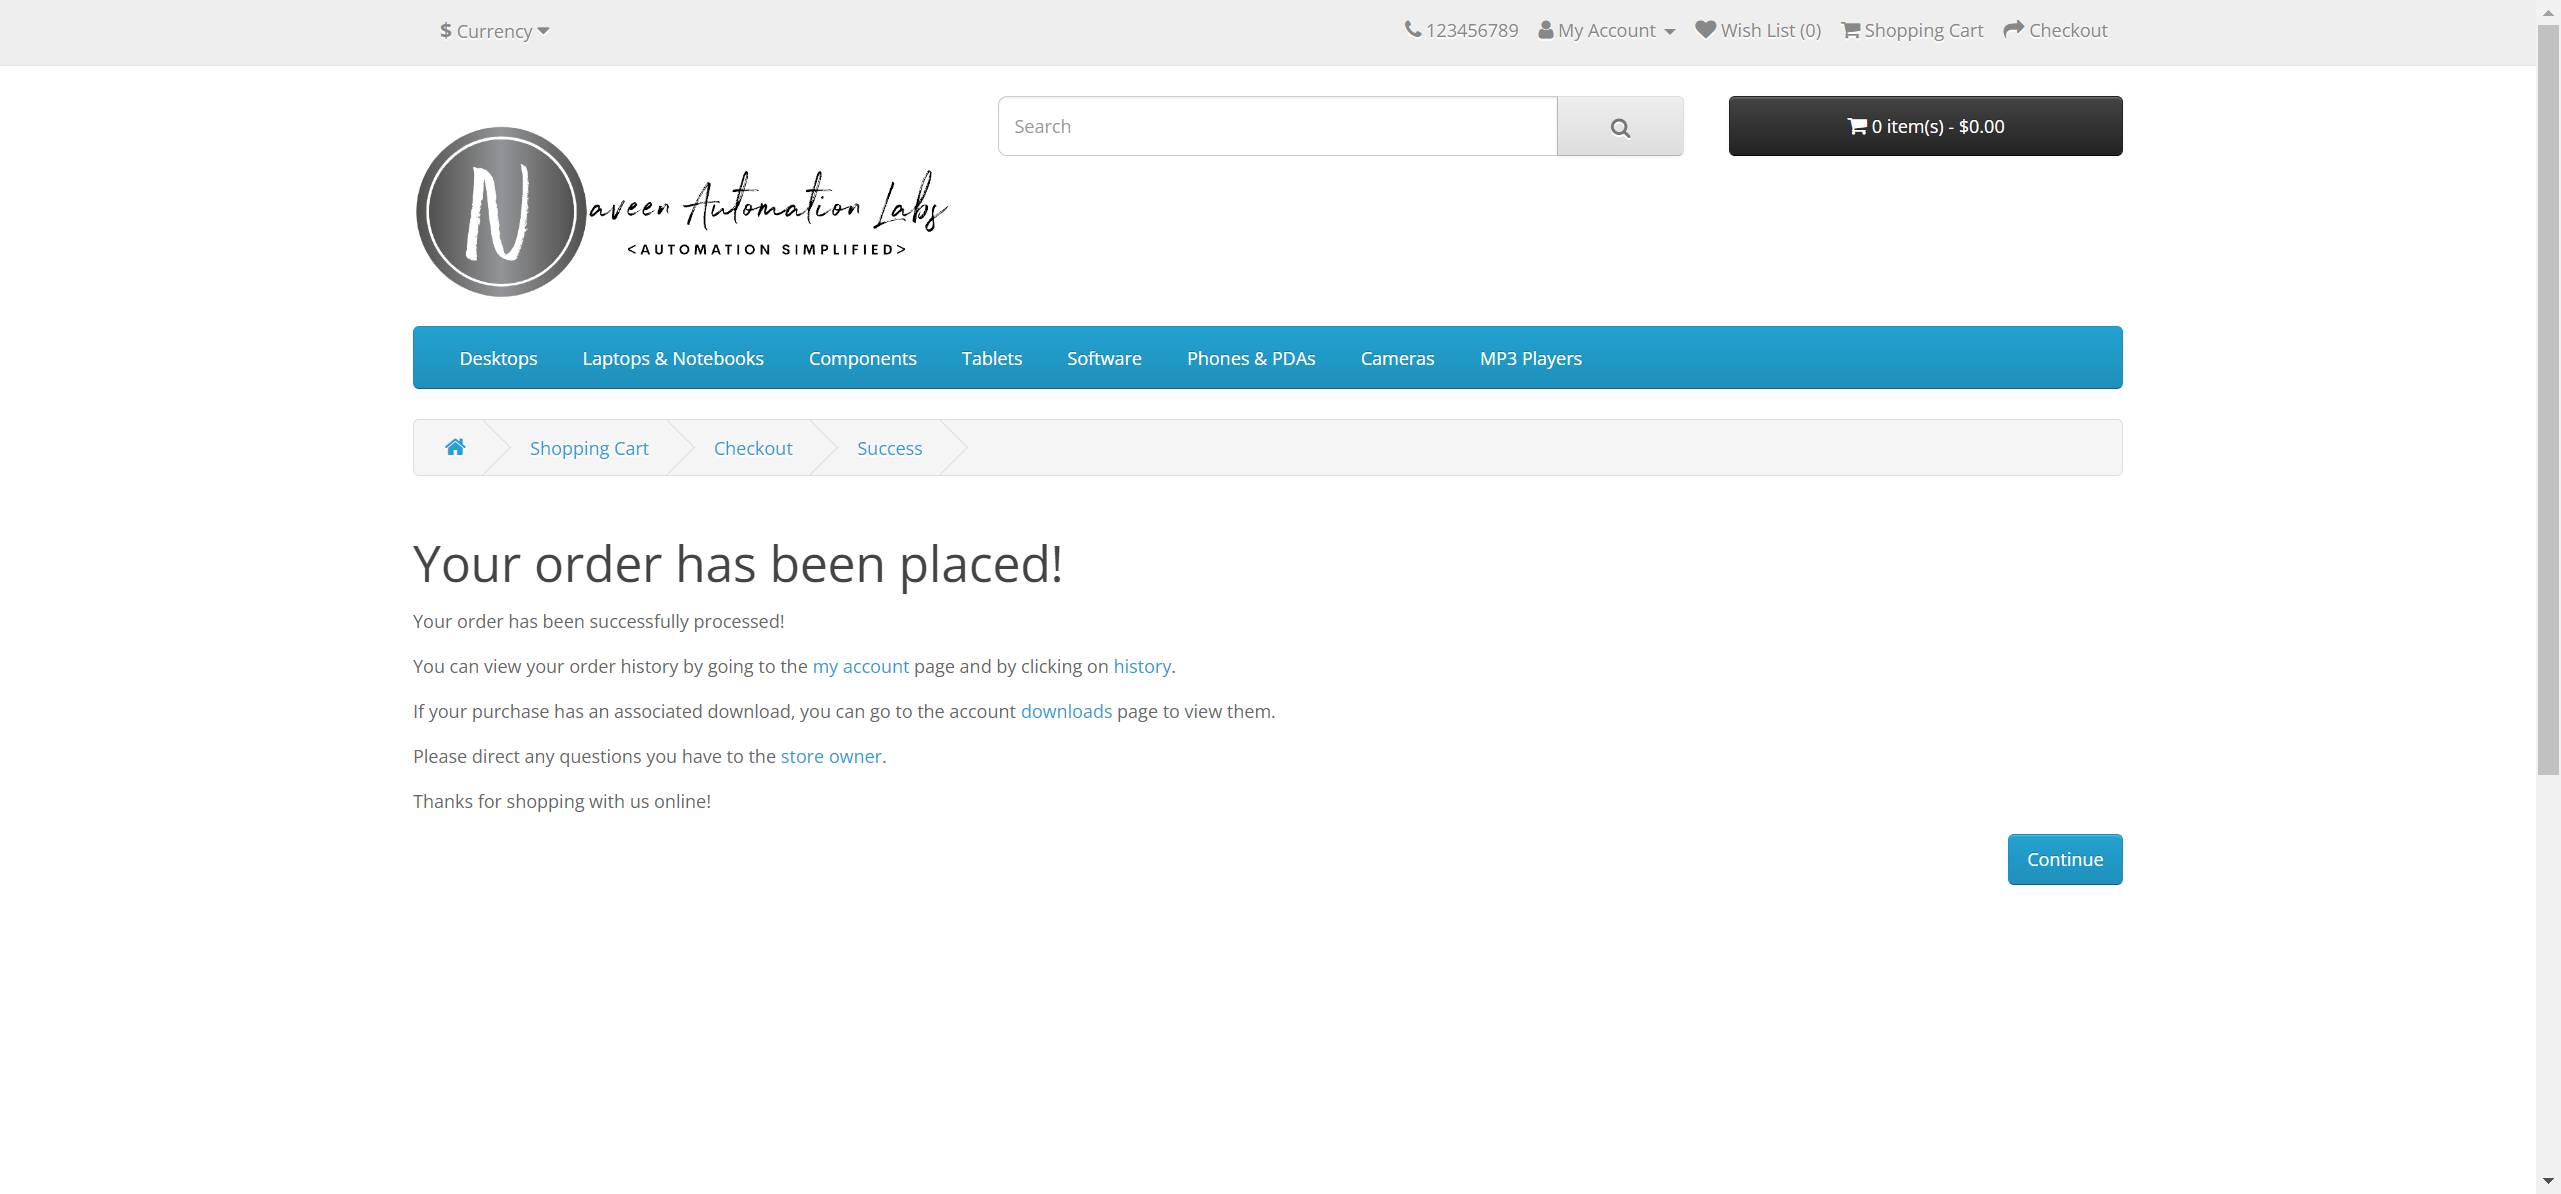 $ Currency
123456789 My Account Wish List (0) Shopping Cart Checkout
Search
0 item(s) - $0.00
Naveen Automation Labs
<AUTOMATION SIMPLIFIED>
Desktops Laptops & Notebooks Components Tablets Software Phones & PDAs Cameras MP3 Players
Shopping Cart Checkout Success
Your order has been placed!
Your order has been successfully processed!
You can view your order history by going to the my account page and by clicking on history.
If your purchase has an associated download, you can go to the account downloads page to view them.
Please direct any questions you have to the store owner.
Thanks for shopping with us online!
Continue